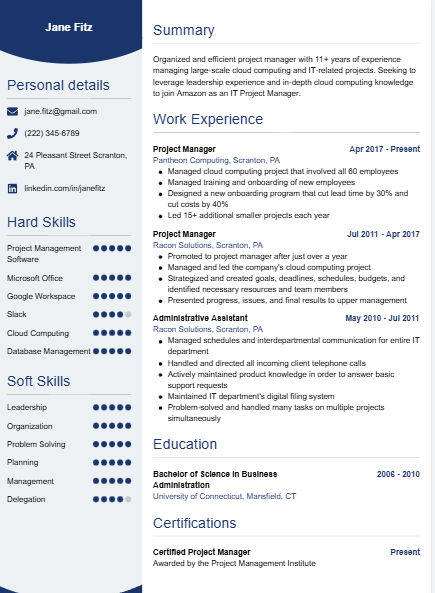 Jane Fitz
Personal details
jane.fitz@gmail.com
(222) 345-6789
24 Pleasant Street Scranton,
PA
linkedin.com/in/janefitz
Hard Skills
Project Management
Software
Microsoft Office
Google Workspace
Slack
Cloud Computing
Database Management
Soft Skills
Leadership
Organization
Problem Solving
Planning
Management
Delegation
Summary
Organized and efficient project manager with 11+ years of experience
managing large-scale cloud computing and IT-related projects. Seeking to
leverage leadership experience and in-depth cloud computing knowledge
to join Amazon as an IT Project Manager.
Work Experience
Project Manager Apr 2017 - Present
Pantheon Computing, Scranton, PA
• Managed cloud computing project that involved all 60 employees
• Managed training and onboarding of new employees
• Designed a new onboarding program that cut lead time by 30% and
cut costs by 40%
• Led 15+ additional smaller projects each year
Project Manager Jul 2011 - Apr 2017
Racon Solutions, Scranton, PA
• Promoted to project manager after just over a year
• Managed and led the company's cloud computing project
• Strategized and created goals, deadlines, schedules, budgets, and
identified necessary resources and team members
• Presented progress, issues, and final results to upper management
Administrative Assistant May 2010 - Jul 2011
Racon Solutions, Scranton, PA
• Managed schedules and interdepartmental communication for entire IT
department
• Handled and directed all incoming client telephone calls
• Actively maintained product knowledge in order to answer basic
support requests
• Maintained IT department's digital filing system
• Problem-solved and handled many tasks on multiple projects
simultaneously
Education
Bachelor of Science in Business 2006 - 2010
Administration
University of Connecticut, Mansfield, CT
Certifications
Certified Project Manager Present
Awarded by the Project Management Institute